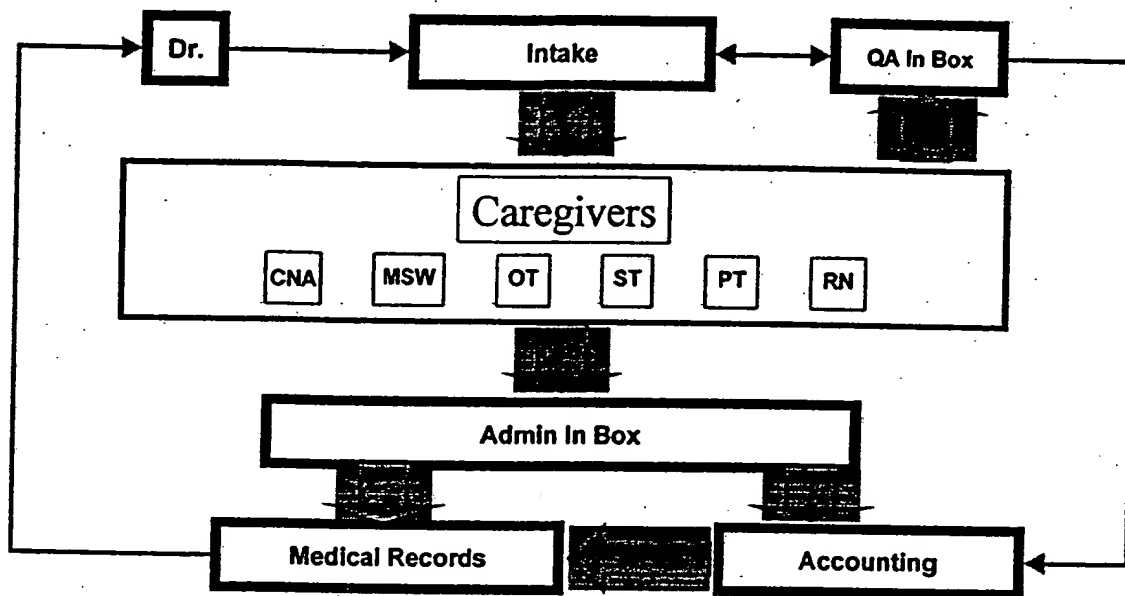 Dr.
Intake
QA In Box
Caregivers
CNA
MSW
OT
ST
PT
RN
Admin In Box
Medical Records
Accounting